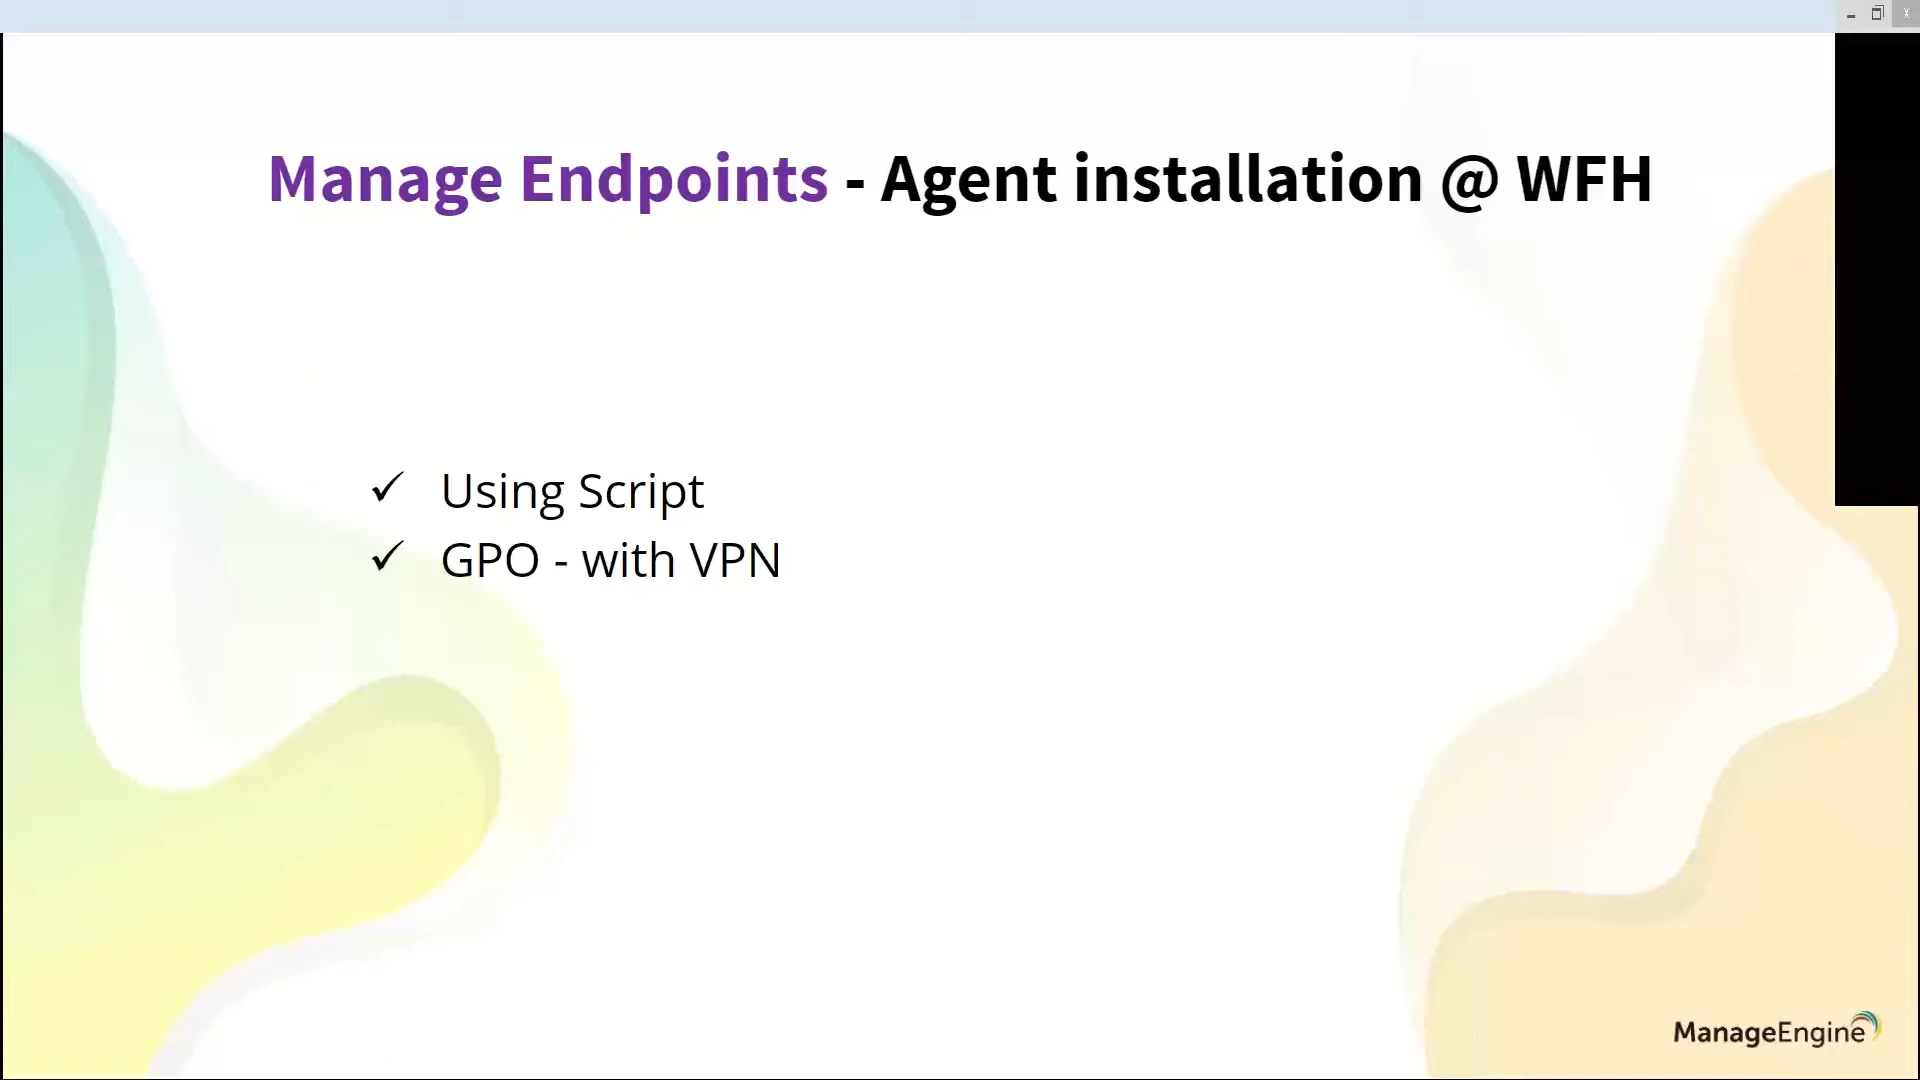 Manage Endpoints - Agent installation @ WFH
✓ Using Script
✓ GPO - with VPN
ManageEngine